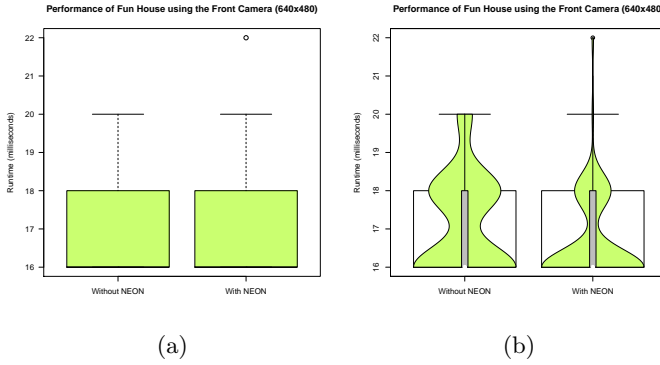 Performance of Fun House using the Front Camera (640x480)
Runtime (milliseconds)
22
21
20
19
18
17
16
Without NEON
With NEON
(a)
Performance of Fun House using the Front Camera (640x480
Runtime (milliseconds)
22
21
20
19
18
17
16
Without NEON
With NEON
(b)